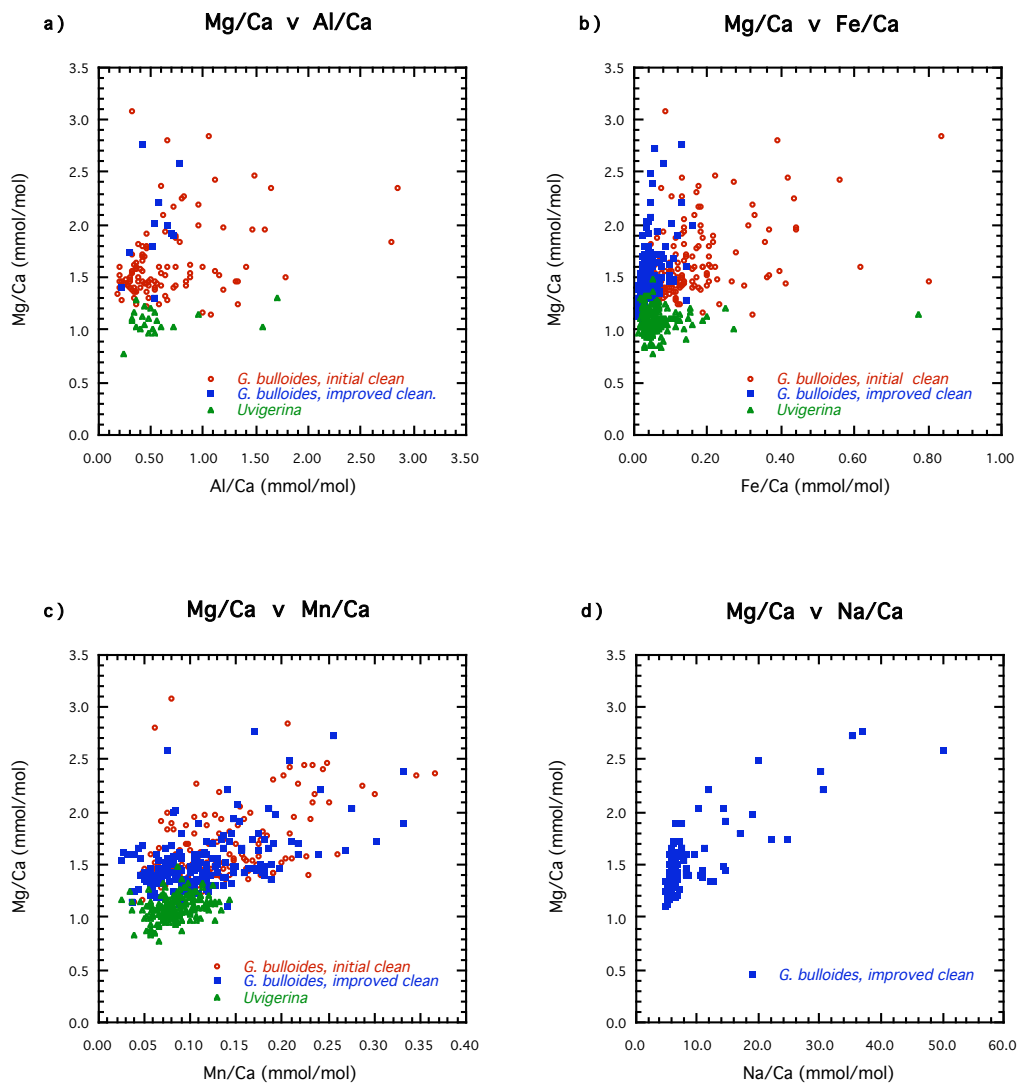 a) Mg/Ca v Al/Ca
3.5
3.0
2.5
2.0
1.5
1.0
0.5
0.0
Mg/Ca (mmol/mol)
G. bulloides, initial clean
G. bulloides, improved clean.
Uvigerina
0.00 0.50 1.00 1.50 2.00 2.50 3.00 3.50
Al/Ca (mmol/mol)
b) Mg/Ca v Fe/Ca
3.5
3.0
2.5
2.0
1.5
1.0
0.5
0.0
Mg/Ca (mmol/mol)
G. bulloides, initial clean
G. bulloides, improved clean
Uvigerina
0.00 0.20 0.40 0.60 0.80 1.00
Fe/Ca (mmol/mol)
c) Mg/Ca v Mn/Ca
3.5
3.0
2.5
2.0
1.5
1.0
0.5
0.0
Mg/Ca (mmol/mol)
G. bulloides, initial clean
G. bulloides, improved clean
Uvigerina
0.00 0.05 0.10 0.15 0.20 0.25 0.30 0.35 0.40
Mn/Ca (mmol/mol)
d) Mg/Ca v Na/Ca
3.5
3.0
2.5
2.0
1.5
1.0
0.5
0.0
Mg/Ca (mmol/mol)
G. bulloides, improved clean
0.0 10.0 20.0 30.0 40.0 50.0 60.0
Na/Ca (mmol/mol)